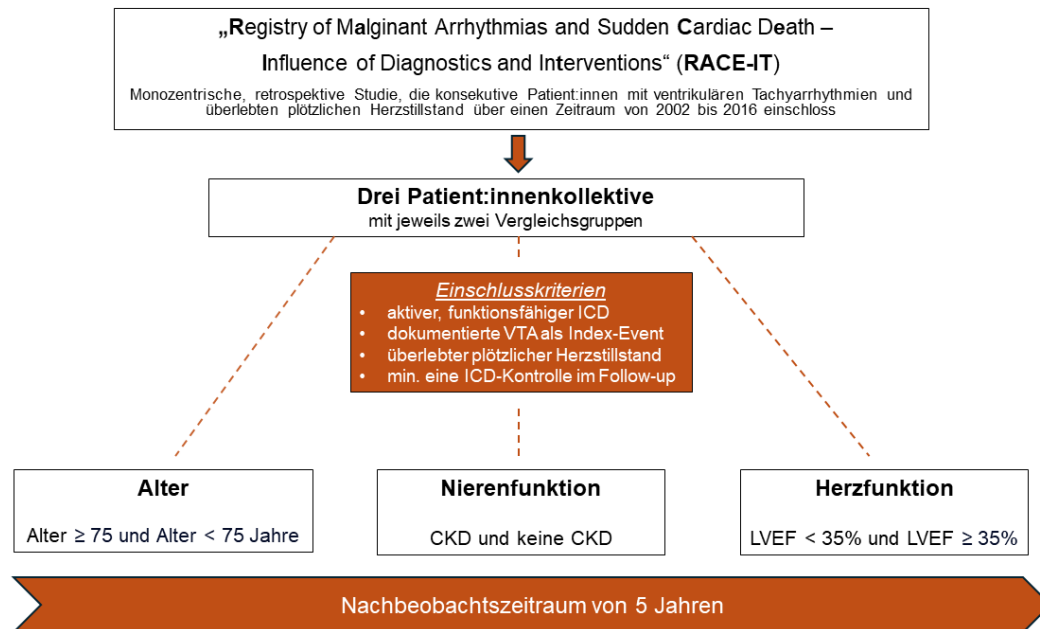 „Registry of Malginant Arrhythmias and Sudden Cardiac Death –
Influence of Diagnostics and Interventions“ (RACE-IT)
Monozentrische, retrospektive Studie, die konsekutive Patient:innen mit ventrikulären Tachyarrhythmien und
überlebten plötzlichen Herzstillstand über einen Zeitraum von 2002 bis 2016 einschloss
Drei Patient:innenkollektive
mit jeweils zwei Vergleichsgruppen
Einschlusskriterien
• aktiver, funktionsfähiger ICD
• dokumentierte VTA als Index-Event
• überlebter plötzlicher Herzstillstand
• min. eine ICD-Kontrolle im Follow-up
Alter
Alter ≥ 75 und Alter < 75 Jahre
Nierenfunktion
CKD und keine CKD
Herzfunktion
LVEF < 35% und LVEF ≥ 35%
Nachbeobachtszeitraum von 5 Jahren